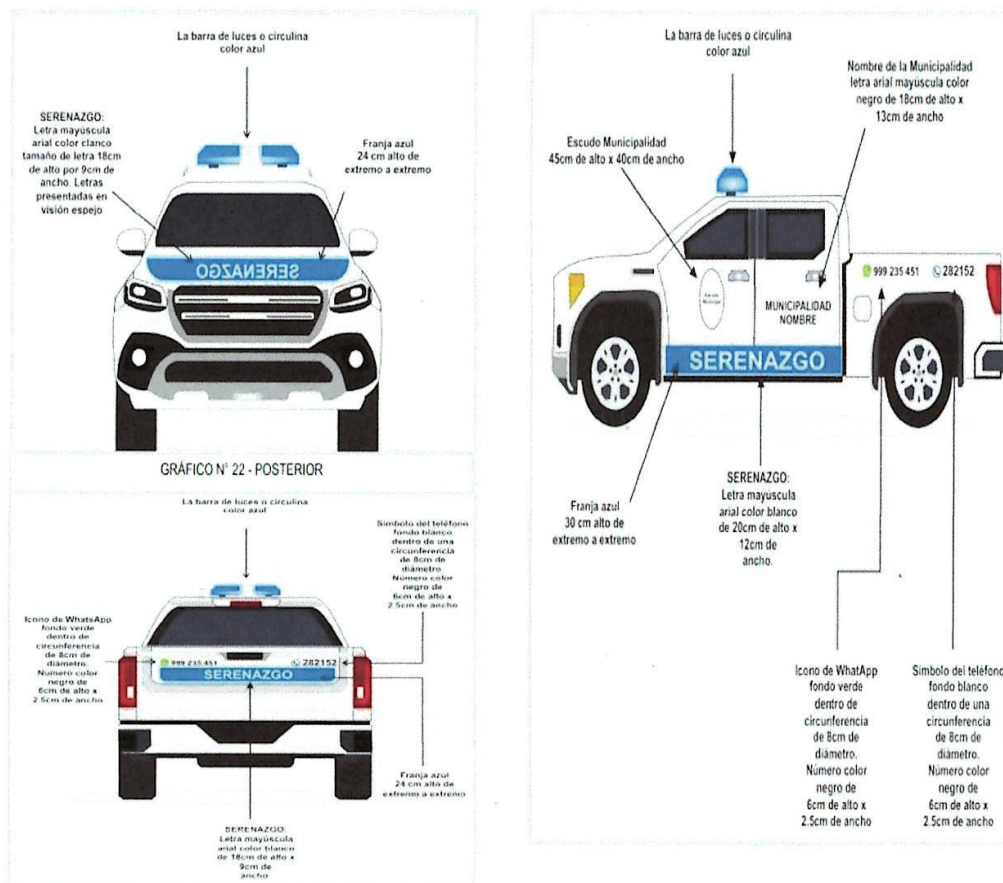 La barra de luces o circulina
color azul
SERENAZGO:
Letra mayúscula
arial color clanco
tamaño de letra 18cm
de alto por 9cm de
ancho. Letras
presentadas en
visión espejo
Franja azul
24 cm alto de
extremo a extremo
SERENAZGO
GRÁFICO N° 22 - POSTERIOR
La barra de luces o circulina
color azul
Simbolo del teléfono
fondo blanco
dentro de una
circunferencia
de 8cm de
diámetro
Número color
negro de
6cm de alto x
2.5cm de ancho
Icono de WhatsApp
fondo verde
dentro de
circunferencia
de 8cm de
diámetro.
Número color
negro de
6cm de alto x
2.5cm de ancho
999 235 451 282152
SERENAZGO
Franja azul
24 cm alto de
extremo a extremo
SERENAZGO:
Letra mayúscula
arial color blanco
de 18cm de alto x
9cm de
ancho
La barra de luces o circulina
color azul
Nombre de la Municipalidad
letra arial mayúscula color
negro de 18cm de alto x
13cm de ancho
Escudo Municipalidad
45cm de alto x 40cm de ancho
999 235 451 282152
Escudo
Municipal
MUNICIPALIDAD
NOMBRE
SERENAZGO
Franja azul
30 cm alto de
extremo a extremo
SERENAZGO:
Letra mayúscula
arial color blanco
de 20cm de alto x
12cm de
ancho.
Icono de WhatApp
fondo verde
dentro de
circunferencia
de 8cm de
diámetro.
Número color
negro de
6cm de alto x
2.5cm de ancho
Simbolo del teléfono
fondo blanco
dentro de una
circunferencia
de 8cm de
diámetro.
Número color
negro de
6cm de alto x
2.5cm de ancho